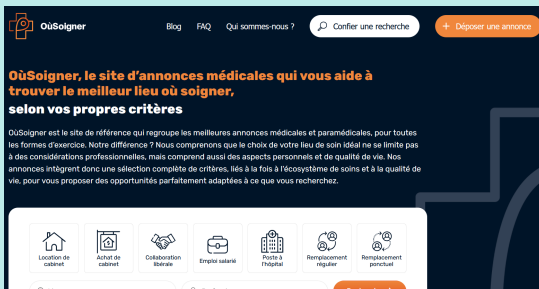 OùSoigner
Blog FAQ Qui sommes-nous ? Confier une recherche + Déposer une annonce
OùSoigner, le site d'annonces médicales qui vous aide à
trouver le meilleur lieu où soigner,
selon vos propres critères
OùSoigner est le site de référence qui regroupe les meilleures annonces médicales et paramédicales, pour toutes
les formes d'exercice. Notre différence ? Nous comprenons que le choix de votre lieu de soin idéal ne se limite pas
à des considérations professionnelles, mais comprend aussi des aspects personnels et de qualité de vie. Nos
annonces intègrent donc une sélection complète de critères, liés à la fois à l'écosystème de soins et à la qualité de
vie, pour vous proposer des opportunités parfaitement adaptées à ce que vous recherchez.
Location de
cabinet
Achat de
cabinet
Collaboration
libérale
Emploi salarié
Poste à
l'hôpital
Remplacement
régulier
Remplacement
ponctuel